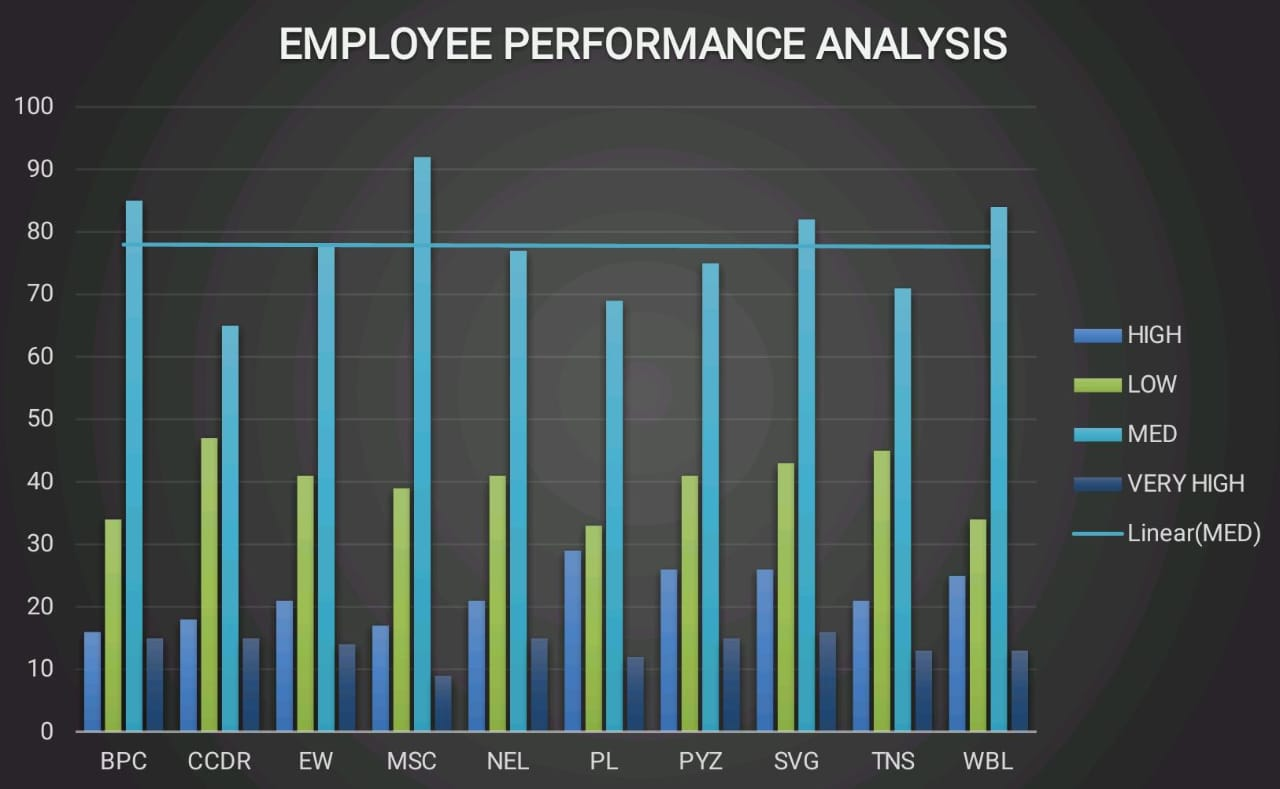 EMPLOYEE PERFORMANCE ANALYSIS
100
90
80
70
60
50
40
30
20
10
0
BPC CCDR EW MSC NEL PL PYZ SVG TNS WBL
HIGH
LOW
MED
VERY HIGH
Linear(MED)